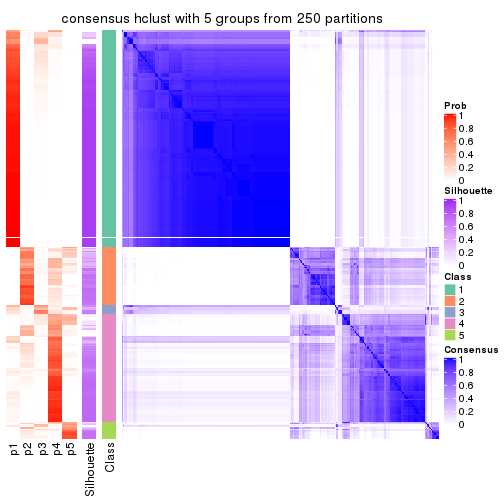 consensus hclust with 5 groups from 250 partitions
Prob
1
0.8
0.6
0.4
0.2
0
Silhouette
1
0.8
0.6
0.4
0.2
0
Class
1
2
3
4
5
Consensus
1
0.8
0.6
0.4
0.2
0
p1
p2
p3
p4
p5
Silhouette
Class